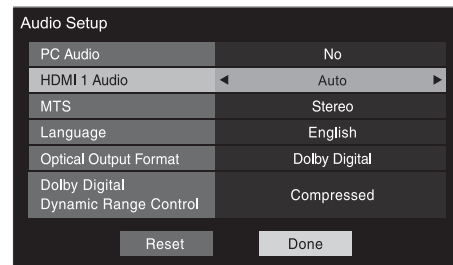 Audio Setup
PC Audio No
HDMI 1 Audio Auto
MTS Stereo
Language English
Optical Output Format Dolby Digital
Dolby Digital
Dynamic Range Control Compressed
Reset Done